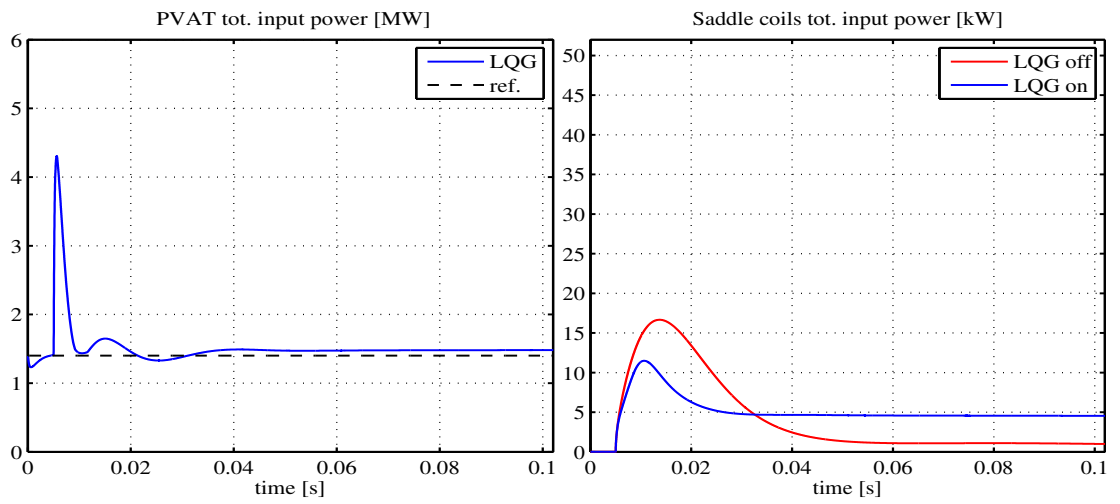 PVAT tot. input power [MW]
6
5
4
3
2
1
0
0 0.02 0.04 0.06 0.08 0.1
time [s]
LQG
ref.
Saddle coils tot. input power [kW]
50
45
40
35
30
25
20
15
10
5
0
0 0.02 0.04 0.06 0.08 0.1
time [s]
LQG off
LQG on